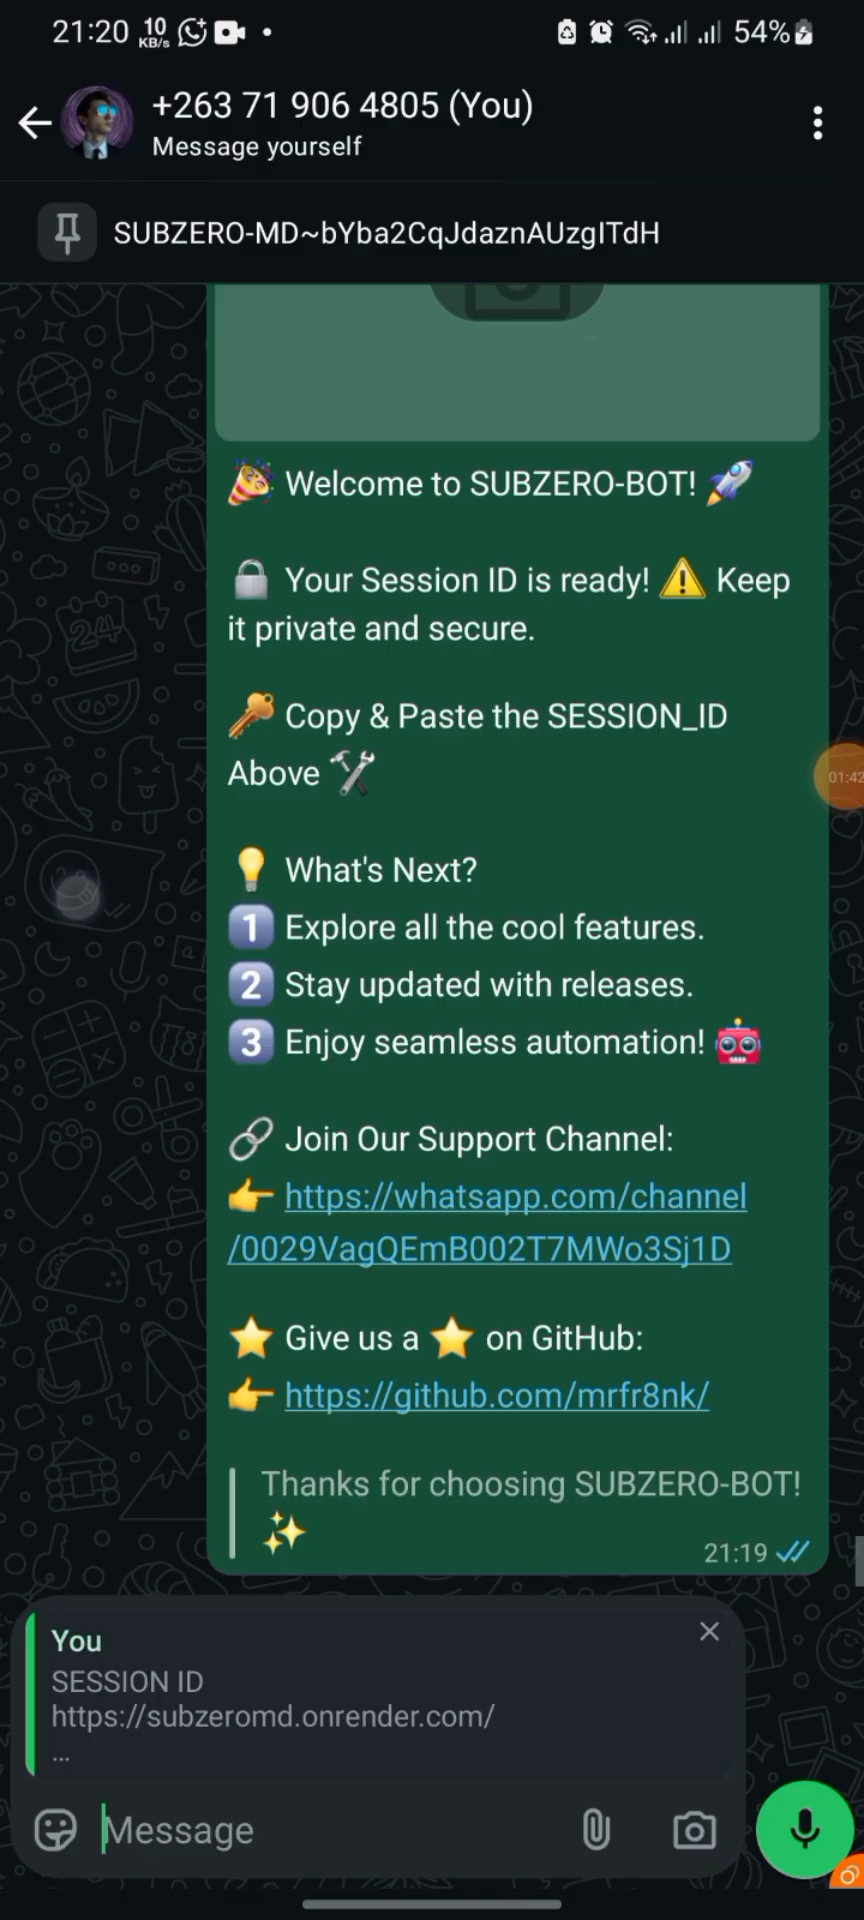 21:20 10 KB/s 54%
+263 71 906 4805 (You)
Message yourself
SUBZERO-MD~bYba2CqJdaznAUzgITdH
🎉 Welcome to SUBZERO-BOT! 🚀
🔒 Your Session ID is ready! ⚠️ Keep
it private and secure.
🔑 Copy & Paste the SESSION_ID
Above 🛠️
💡 What's Next?
1️⃣ Explore all the cool features.
2️⃣ Stay updated with releases.
3️⃣ Enjoy seamless automation! 🤖
🔗 Join Our Support Channel:
👉 https://whatsapp.com/channel
/0029VagQEmB002T7MWo3Sj1D
⭐ Give us a ⭐ on GitHub:
👉 https://github.com/mrfr8nk/
Thanks for choosing SUBZERO-BOT!
✨
21:19
01:42
You
SESSION ID
https://subzeromd.onrender.com/
...
Message